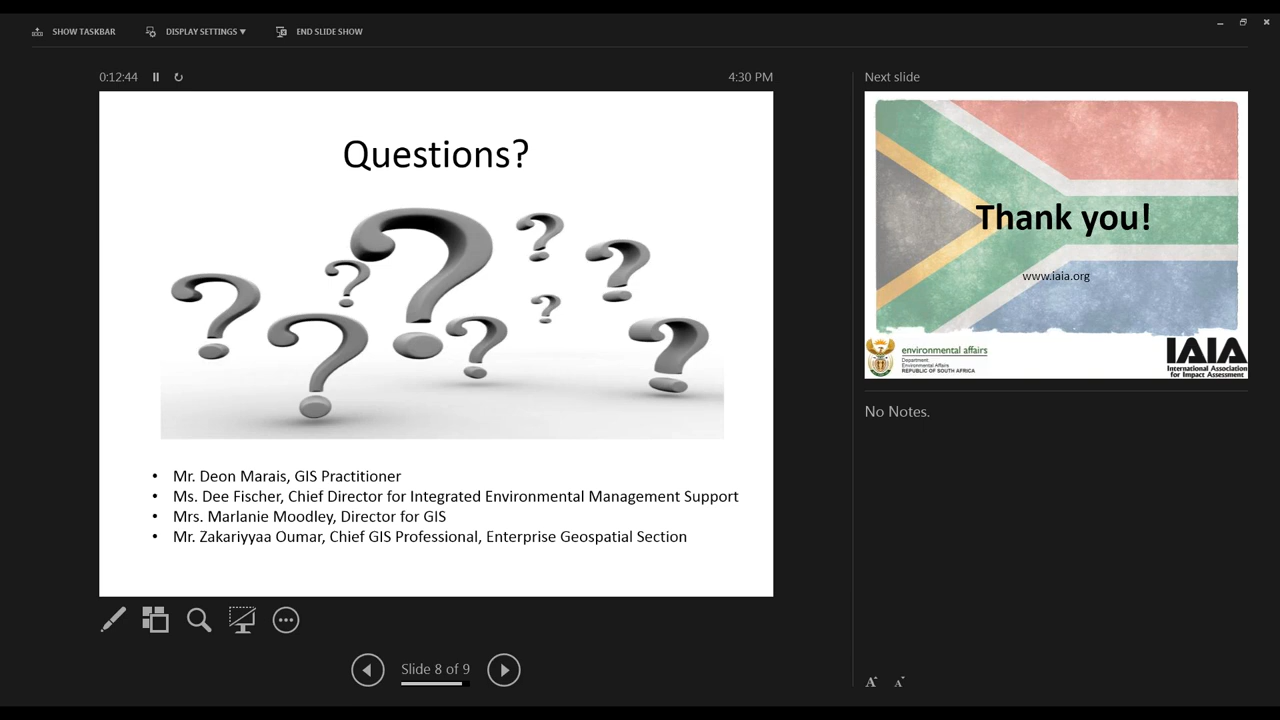 SHOW TASKBAR
DISPLAY SETTINGS ▼
END SLIDE SHOW
0:12:44
4:30 PM
Questions?
• Mr. Deon Marais, GIS Practitioner
• Ms. Dee Fischer, Chief Director for Integrated Environmental Management Support
• Mrs. Marlanie Moodley, Director for GIS
• Mr. Zakariyyaa Oumar, Chief GIS Professional, Enterprise Geospatial Section
Slide 8 of 9
Next slide
Thank you!
www.iaia.org
environmental affairs
Department:
Environmental Affairs
REPUBLIC OF SOUTH AFRICA
IAIA
International Association
for Impact Assessment
No Notes.
A A